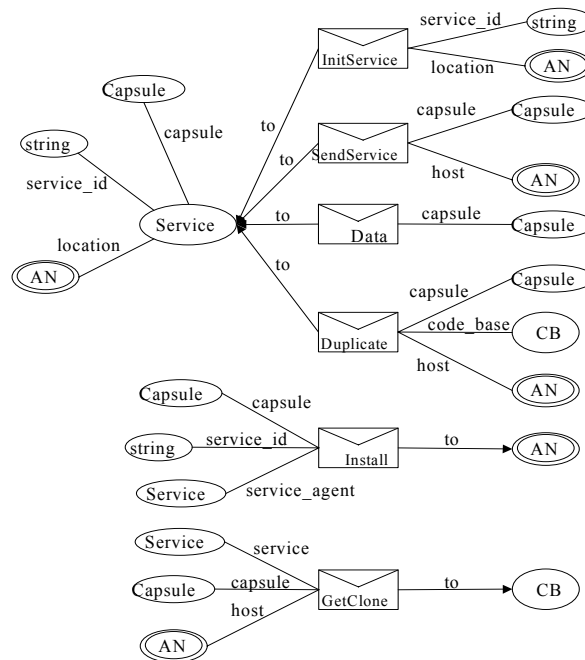 service_id
string
InitService
location
AN
to
Capsule
capsule
capsule
Capsule
string
to
SendService
service_id
host
AN
Service
to
capsule
Data
Capsule
location
AN
to
capsule
Capsule
code_base
CB
Duplicate
host
AN
Capsule
capsule
string
service_id
Install
to
AN
Service
service_agent
Service
service
Capsule
capsule
GetClone
to
CB
host
AN